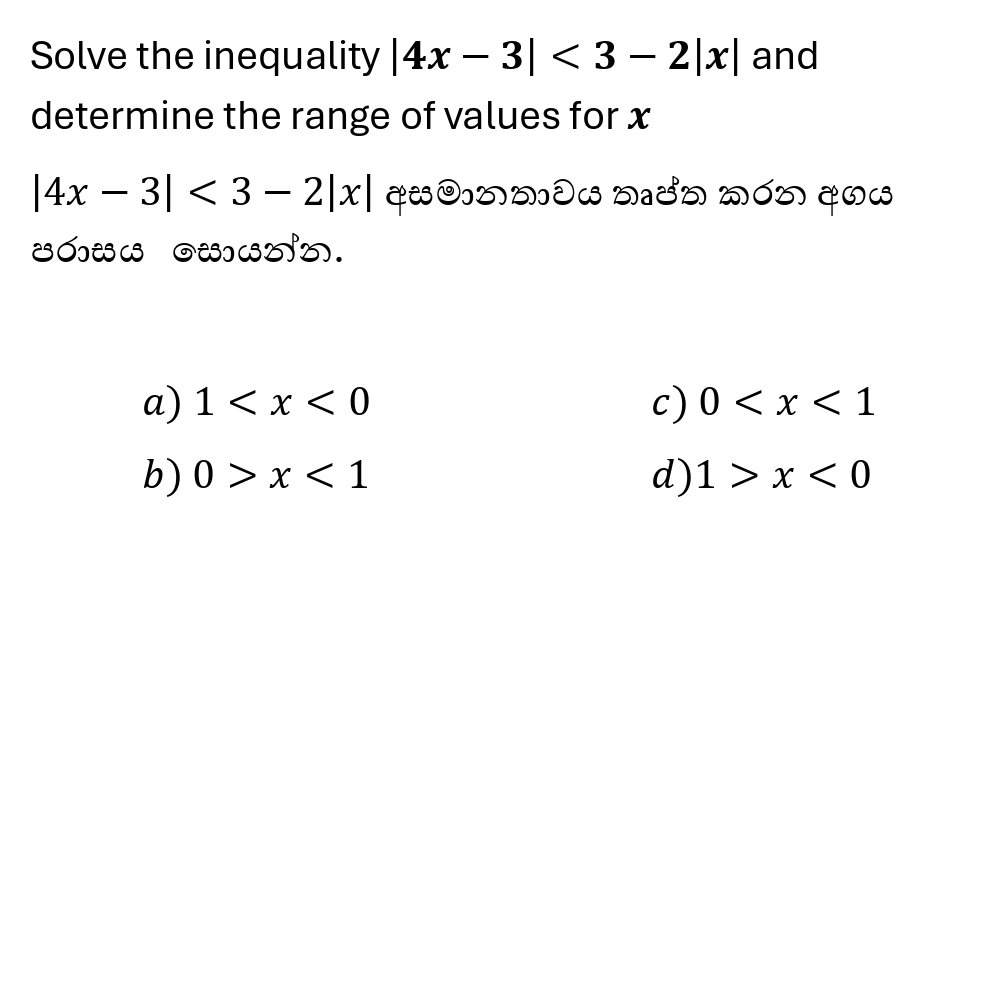 Solve the inequality |4x − 3| < 3 − 2|x| and
determine the range of values for x
|4x − 3| < 3 − 2|x| අසමානතාවය තෘප්ත කරන අගය
පරාසය සොයන්න.
a) 1 < x < 0
b) 0 > x < 1
c) 0 < x < 1
d)1 > x < 0